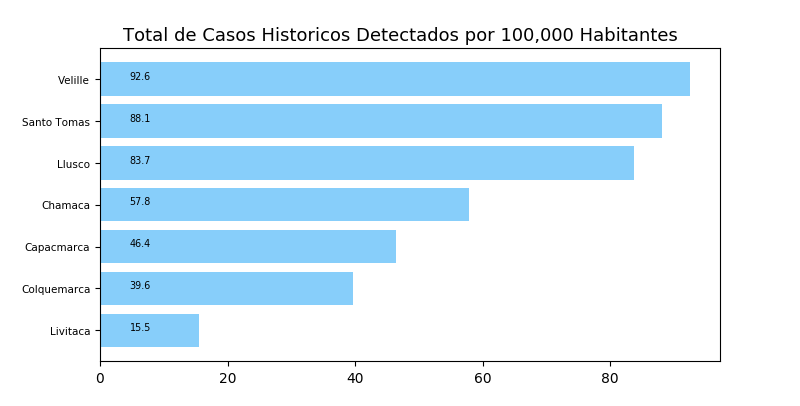 Total de Casos Historicos Detectados por 100,000 Habitantes
Velille 92.6
Santo Tomas 88.1
Llusco 83.7
Chamaca 57.8
Capacmarca 46.4
Colquemarca 39.6
Livitaca 15.5
0 20 40 60 80